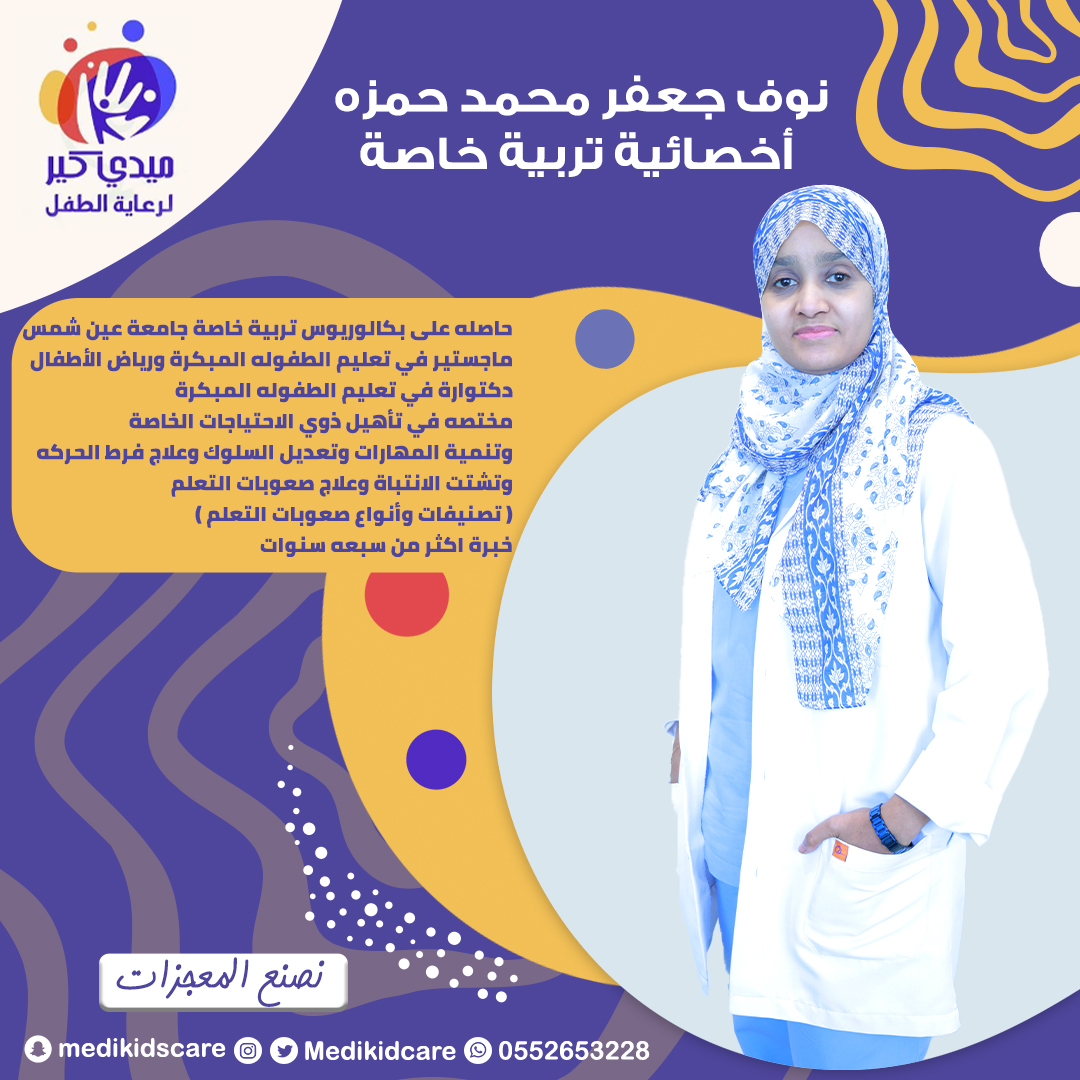 ميدي كير
لرعاية الطفل
نوف جعفر محمد حمزه
أخصائية تربية خاصة
حاصله على بكالوريوس تربية خاصة جامعة عين شمس
ماجستير في تعليم الطفوله المبكرة ورياض الأطفال
دكتوارة في تعليم الطفوله المبكرة
مختصه في تأهيل ذوي الاحتياجات الخاصة
وتنمية المهارات وتعديل السلوك وعلاج فرط الحركه
وتشتت الانتباة وعلاج صعوبات التعلم
( تصنيفات وأنواع صعوبات التعلم )
خبرة اكثر من سبعه سنوات
نصنع المعجزات
medikidscare Medikidcare 0552653228